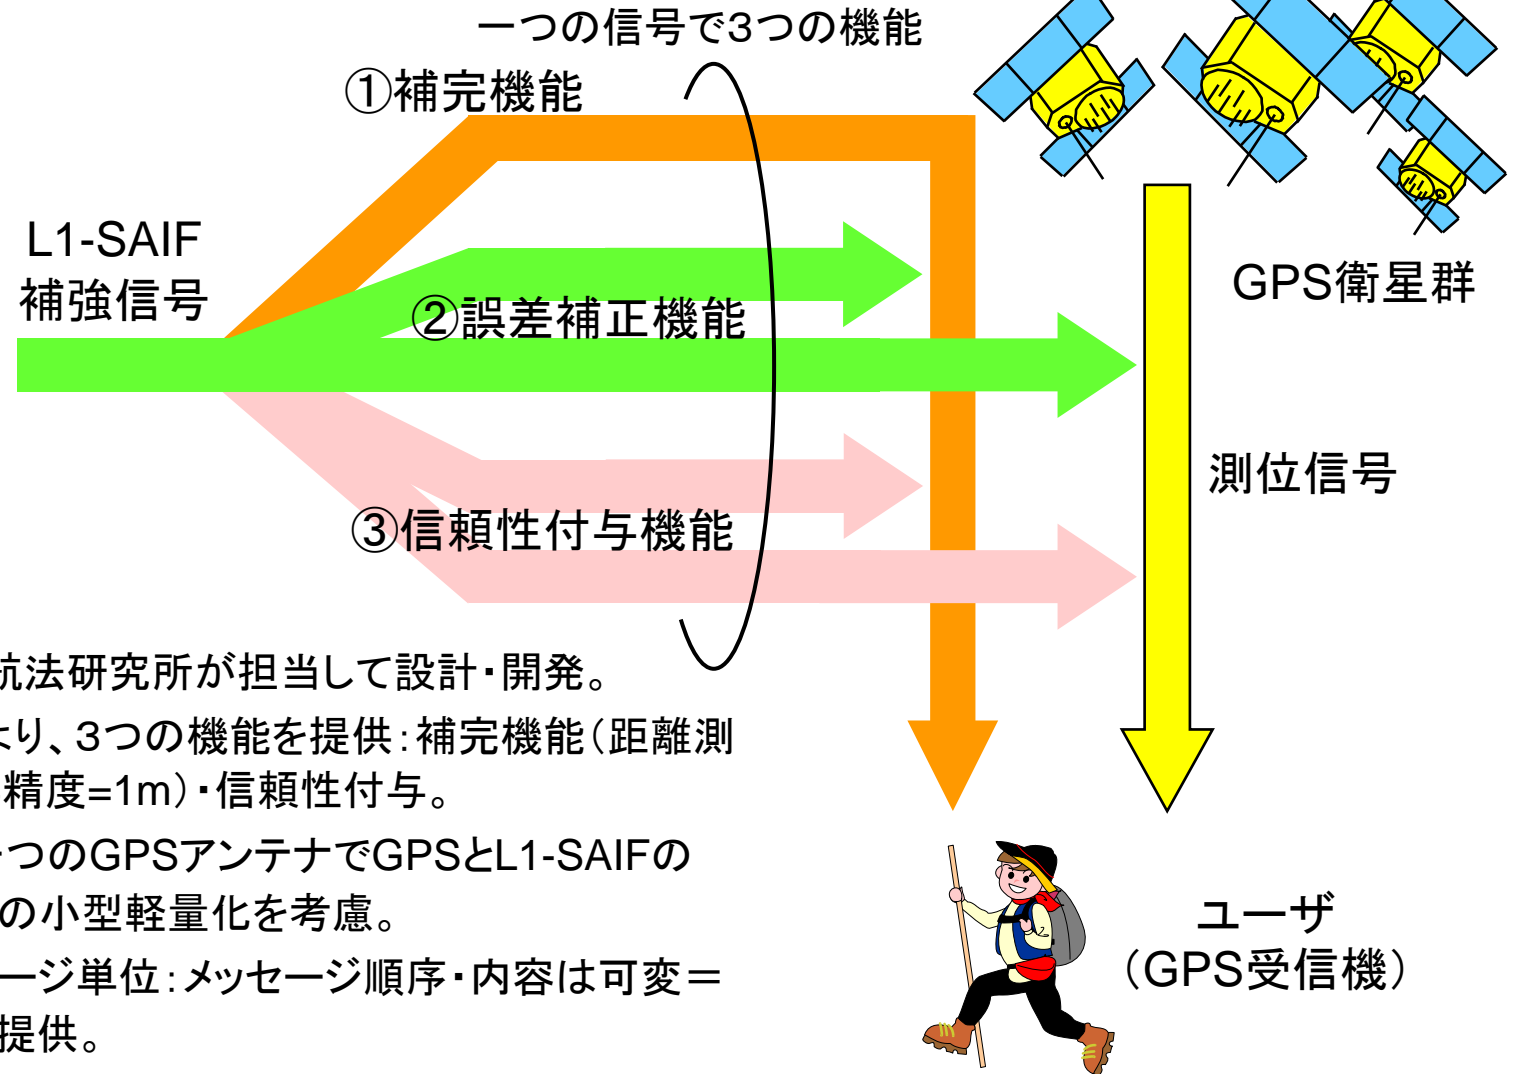 一つの信号で3つの機能
①補完機能
L1-SAIF
補強信号
②誤差補正機能
③信頼性付与機能
GPS衛星群
測位信号
航法研究所が担当して設計・開発。
より、3つの機能を提供：補完機能（距離測
精度=1m）・信頼性付与。
一つのGPSアンテナでGPSとL1-SAIFの
の小型軽量化を考慮。
ージ単位：メッセージ順序・内容は可変＝
提供。
ユーザ
（GPS受信機）